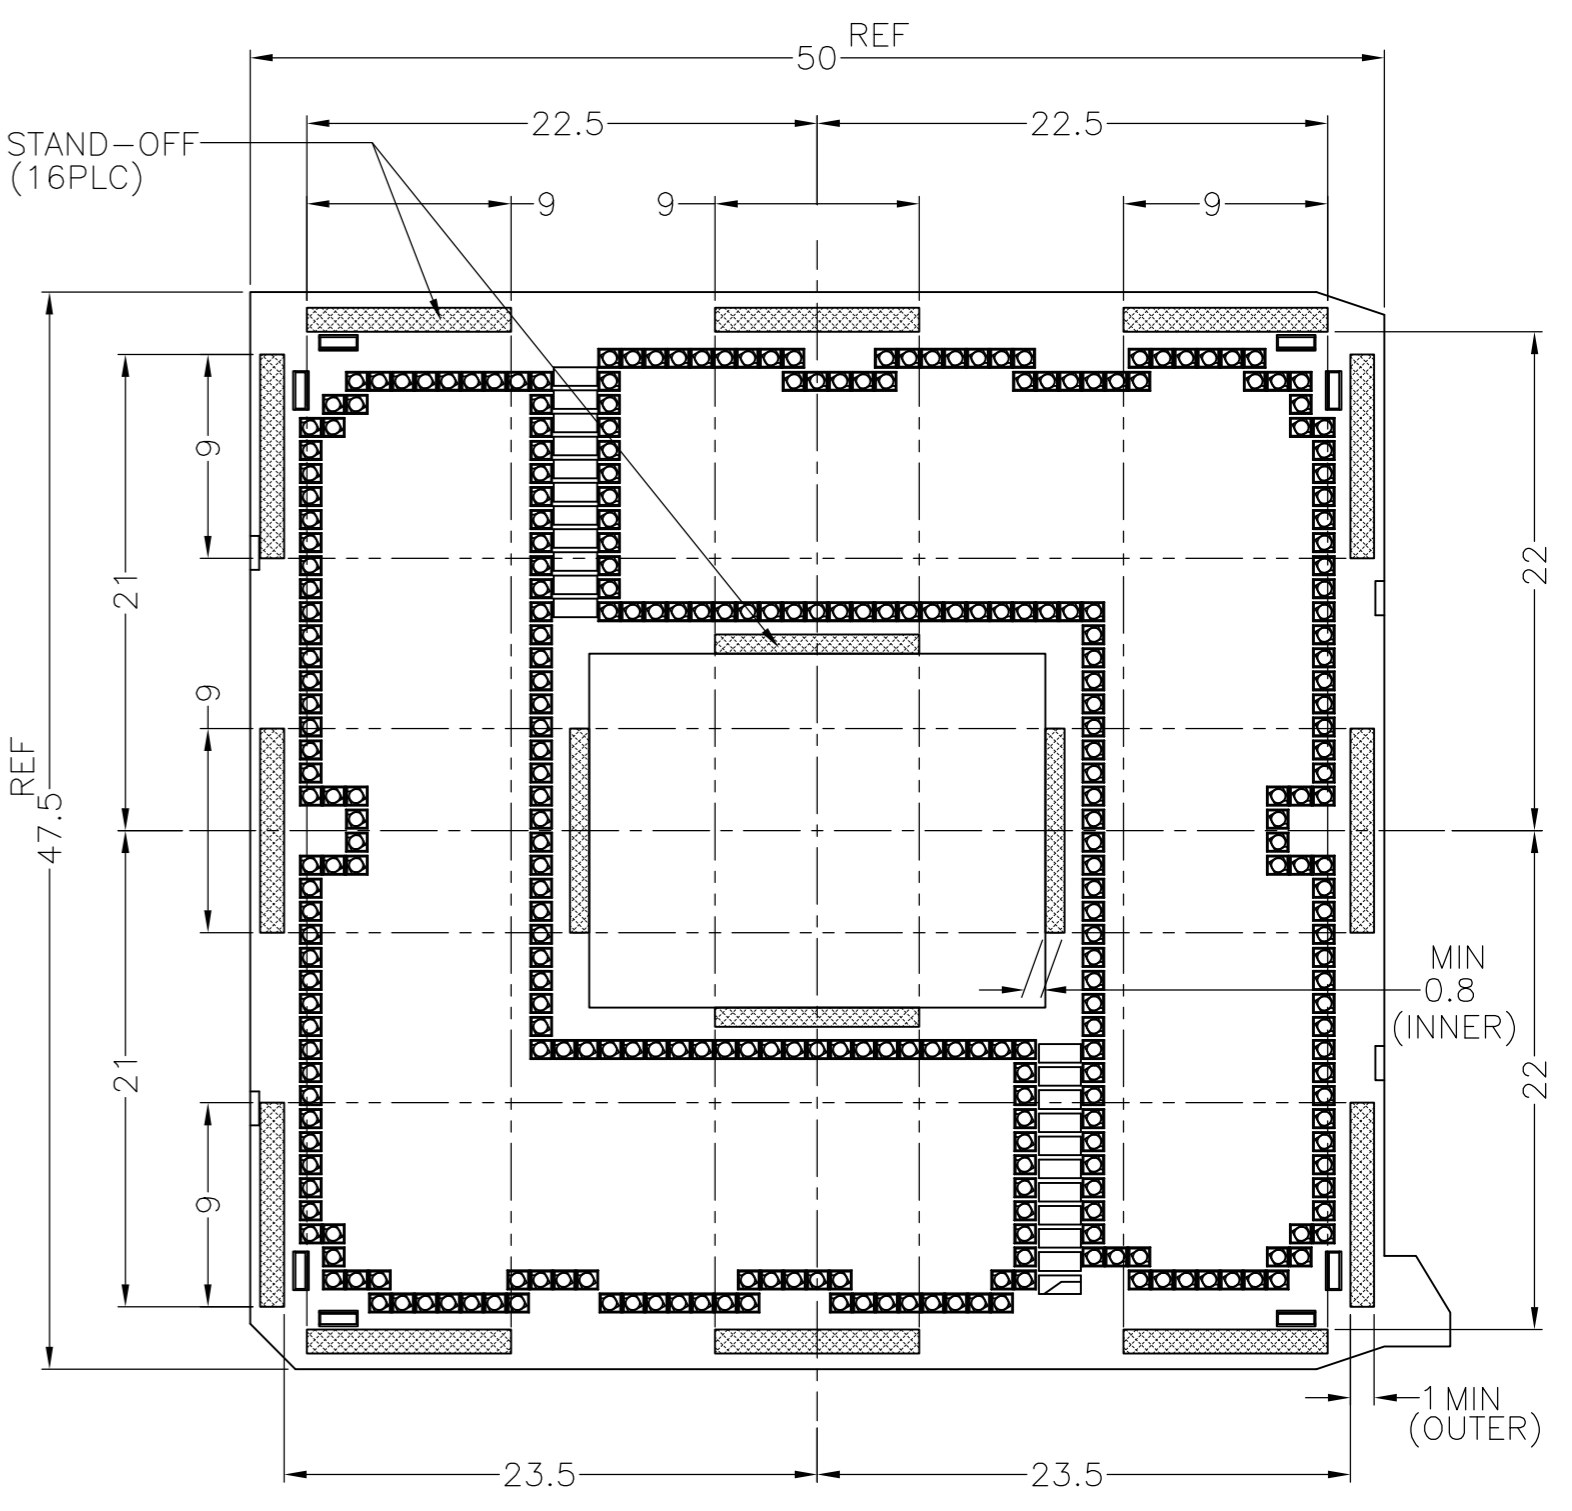 REF
50
22.5
22.5
STAND-OFF
(16PLC)
9
9
9
9
21
22
9
REF
47.5
MIN
0.8
(INNER)
21
22
9
1 MIN
(OUTER)
23.5
23.5